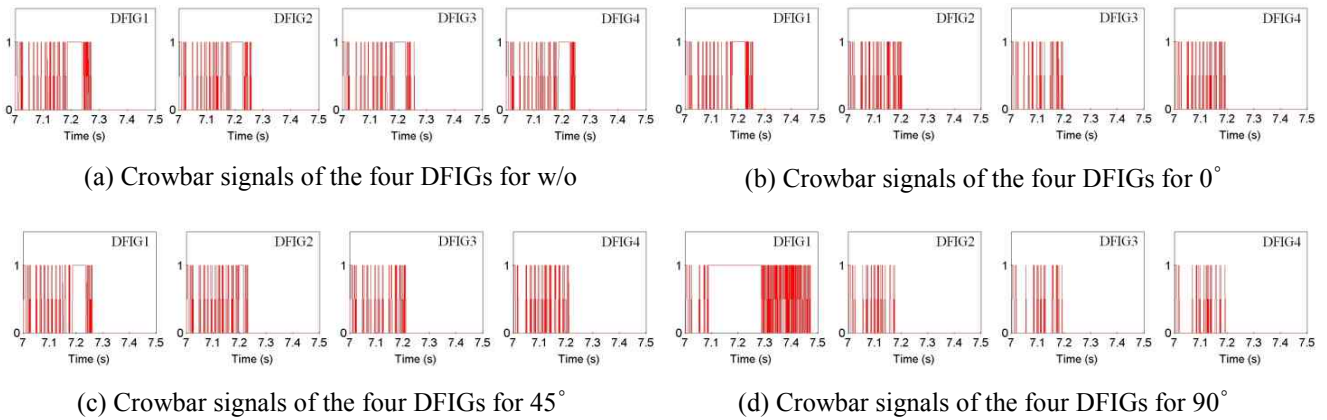 DFIG1 DFIG2 DFIG3 DFIG4 DFIG1 DFIG2 DFIG3 DFIG4
1 1 1 1 1 1 1 1
0 0 0 0 0 0 0 0
7 7.1 7.2 7.3 7.4 7.5 7 7.1 7.2 7.3 7.4 7.5 7 7.1 7.2 7.3 7.4 7.5 7 7.1 7.2 7.3 7.4 7.5 7 7.1 7.2 7.3 7.4 7.5 7 7.1 7.2 7.3 7.4 7.5 7 7.1 7.2 7.3 7.4 7.5 7 7.1 7.2 7.3 7.4 7.5
Time (s) Time (s) Time (s) Time (s) Time (s) Time (s) Time (s) Time (s)
(a) Crowbar signals of the four DFIGs for w/o (b) Crowbar signals of the four DFIGs for 0°
DFIG1 DFIG2 DFIG3 DFIG4 DFIG1 DFIG2 DFIG3 DFIG4
1 1 1 1 1 1 1 1
0 0 0 0 0 0 0 0
7 7.1 7.2 7.3 7.4 7.5 7 7.1 7.2 7.3 7.4 7.5 7 7.1 7.2 7.3 7.4 7.5 7 7.1 7.2 7.3 7.4 7.5 7 7.1 7.2 7.3 7.4 7.5 7 7.1 7.2 7.3 7.4 7.5 7 7.1 7.2 7.3 7.4 7.5 7 7.1 7.2 7.3 7.4 7.5
Time (s) Time (s) Time (s) Time (s) Time (s) Time (s) Time (s) Time (s)
(c) Crowbar signals of the four DFIGs for 45° (d) Crowbar signals of the four DFIGs for 90°